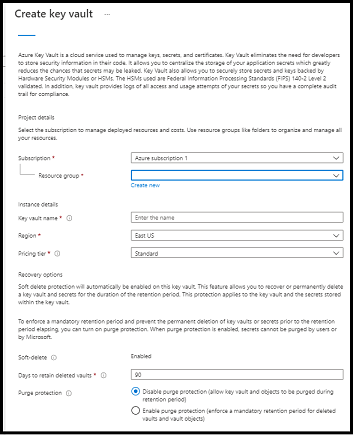 Create key vault ...
Azure Key Vault is a cloud service used to manage keys, secrets, and certificates. Key Vault eliminates the need for developers
to store security information in their code. It allows you to centralize the storage of your application secrets which greatly
reduces the chances that secrets may be leaked. Key Vault also allows you to securely store secrets and keys backed by
Hardware Security Modules or HSMs. The HSMs used are Federal Information Processing Standards (FIPS) 140-2 Level 2
validated. In addition, key vault provides logs of all access and usage attempts of your secrets so you have a complete audit
trail for compliance.
Project details
Select the subscription to manage deployed resources and costs. Use resource groups like folders to organize and manage all
your resources.
Subscription *
Azure subscription 1
Resource group *
Create new
Instance details
Key vault name *
Enter the name
Region *
East US
Pricing tier *
Standard
Recovery options
Soft delete protection will automatically be enabled on this key vault. This feature allows you to recover or permanently delete
a key vault and secrets for the duration of the retention period. This protection applies to the key vault and the secrets stored
within the key vault.
To enforce a mandatory retention period and prevent the permanent deletion of key vaults or secrets prior to the retention
period elapsing, you can turn on purge protection. When purge protection is enabled, secrets cannot be purged by users or
by Microsoft.
Soft-delete
Enabled
Days to retain deleted vaults *
90
Purge protection
Disable purge protection (allow key vault and objects to be purged during
retention period)
Enable purge protection (enforce a mandatory retention period for deleted
vaults and vault objects)